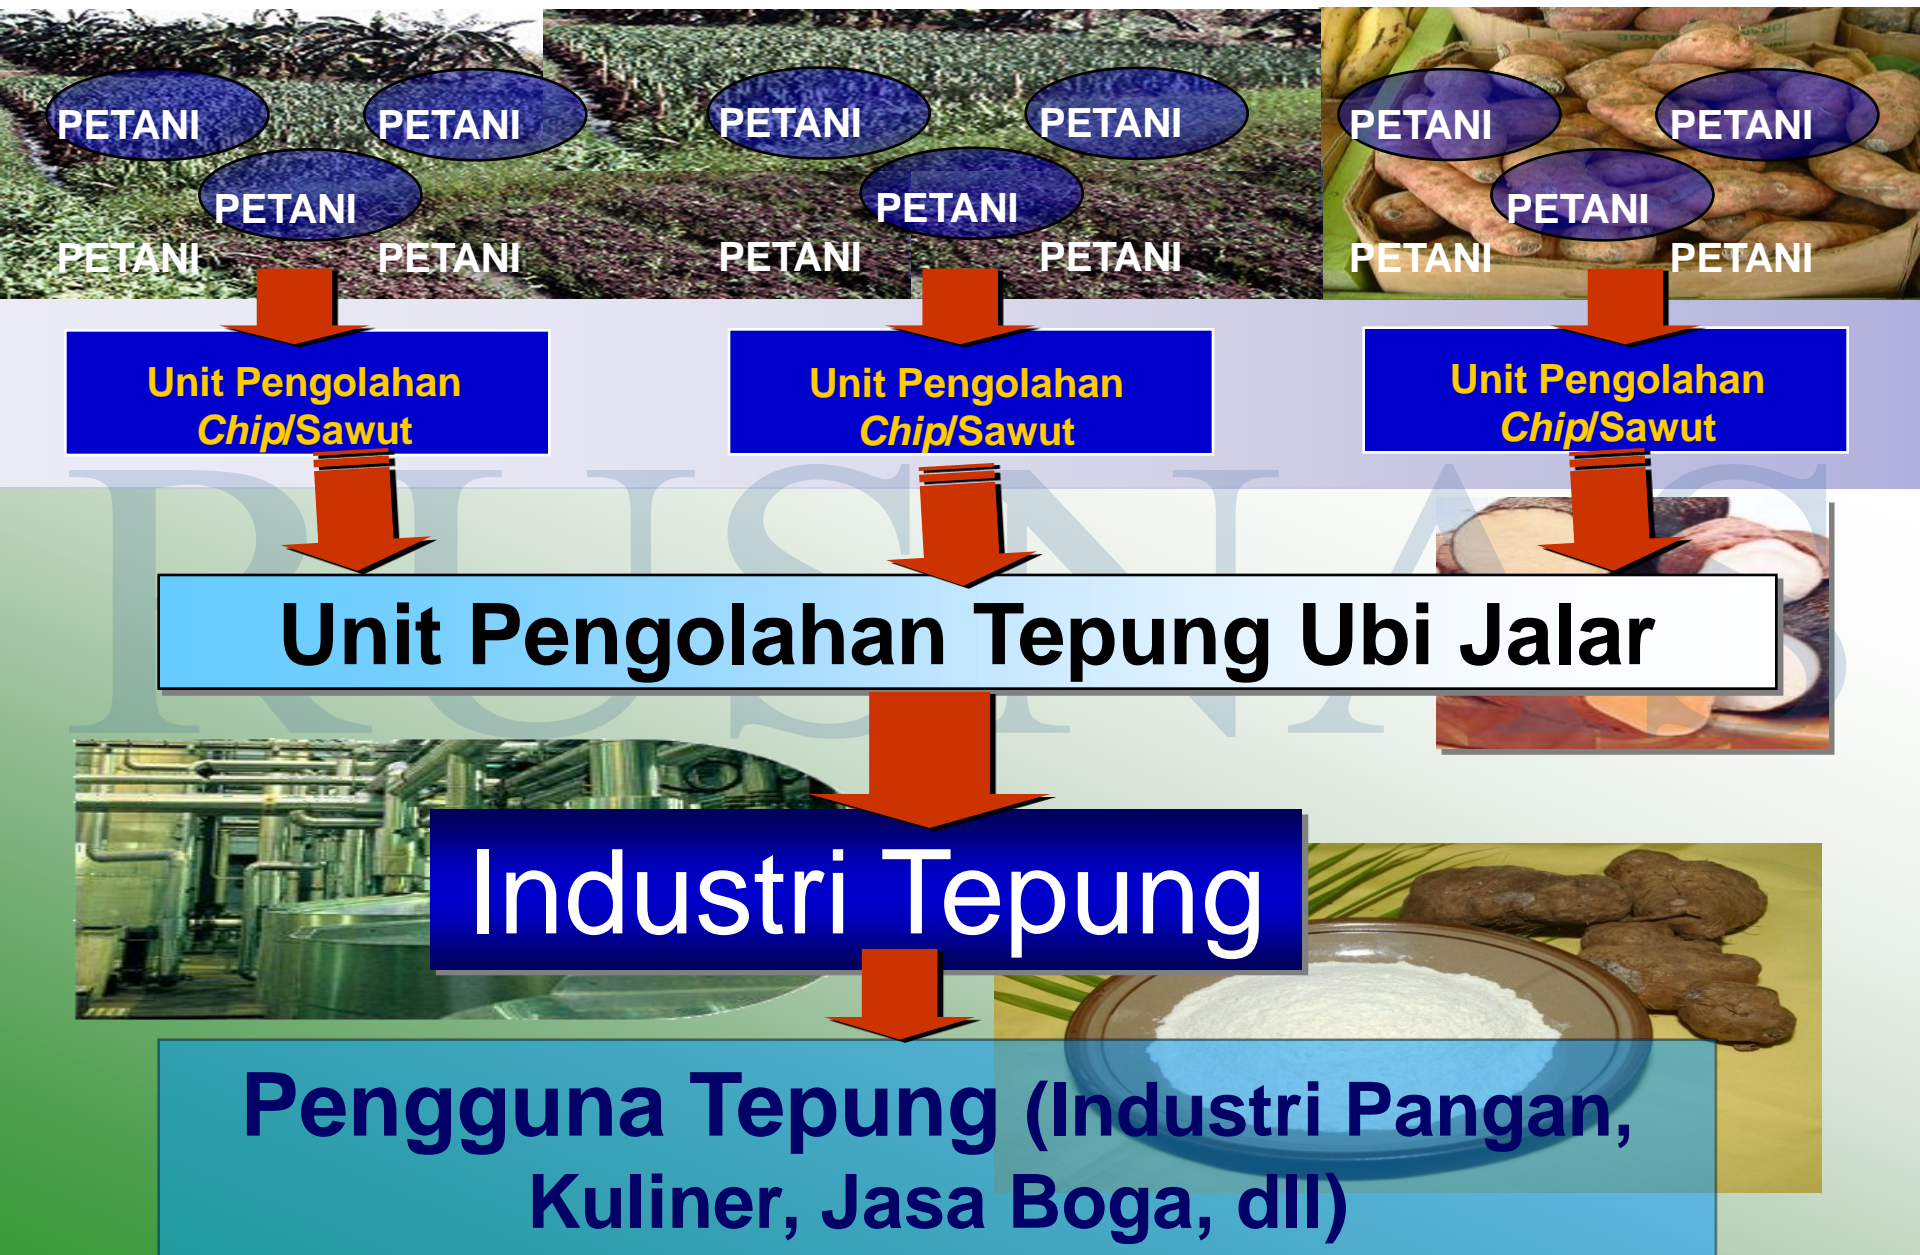 PETANI PETANI PETANI PETANI PETANI PETANI
PETANI PETANI PETANI
PETANI PETANI PETANI PETANI PETANI PETANI
Unit Pengolahan
Chip/Sawut
Unit Pengolahan
Chip/Sawut
Unit Pengolahan
Chip/Sawut
RUSNAS
Unit Pengolahan Tepung Ubi Jalar
Industri Tepung
Pengguna Tepung (Industri Pangan,
Kuliner, Jasa Boga, dll)